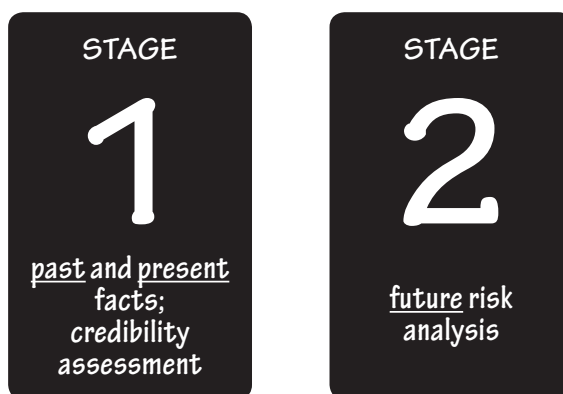 STAGE
1
past and present
facts;
credibility
assessment
STAGE
2
future risk
analysis